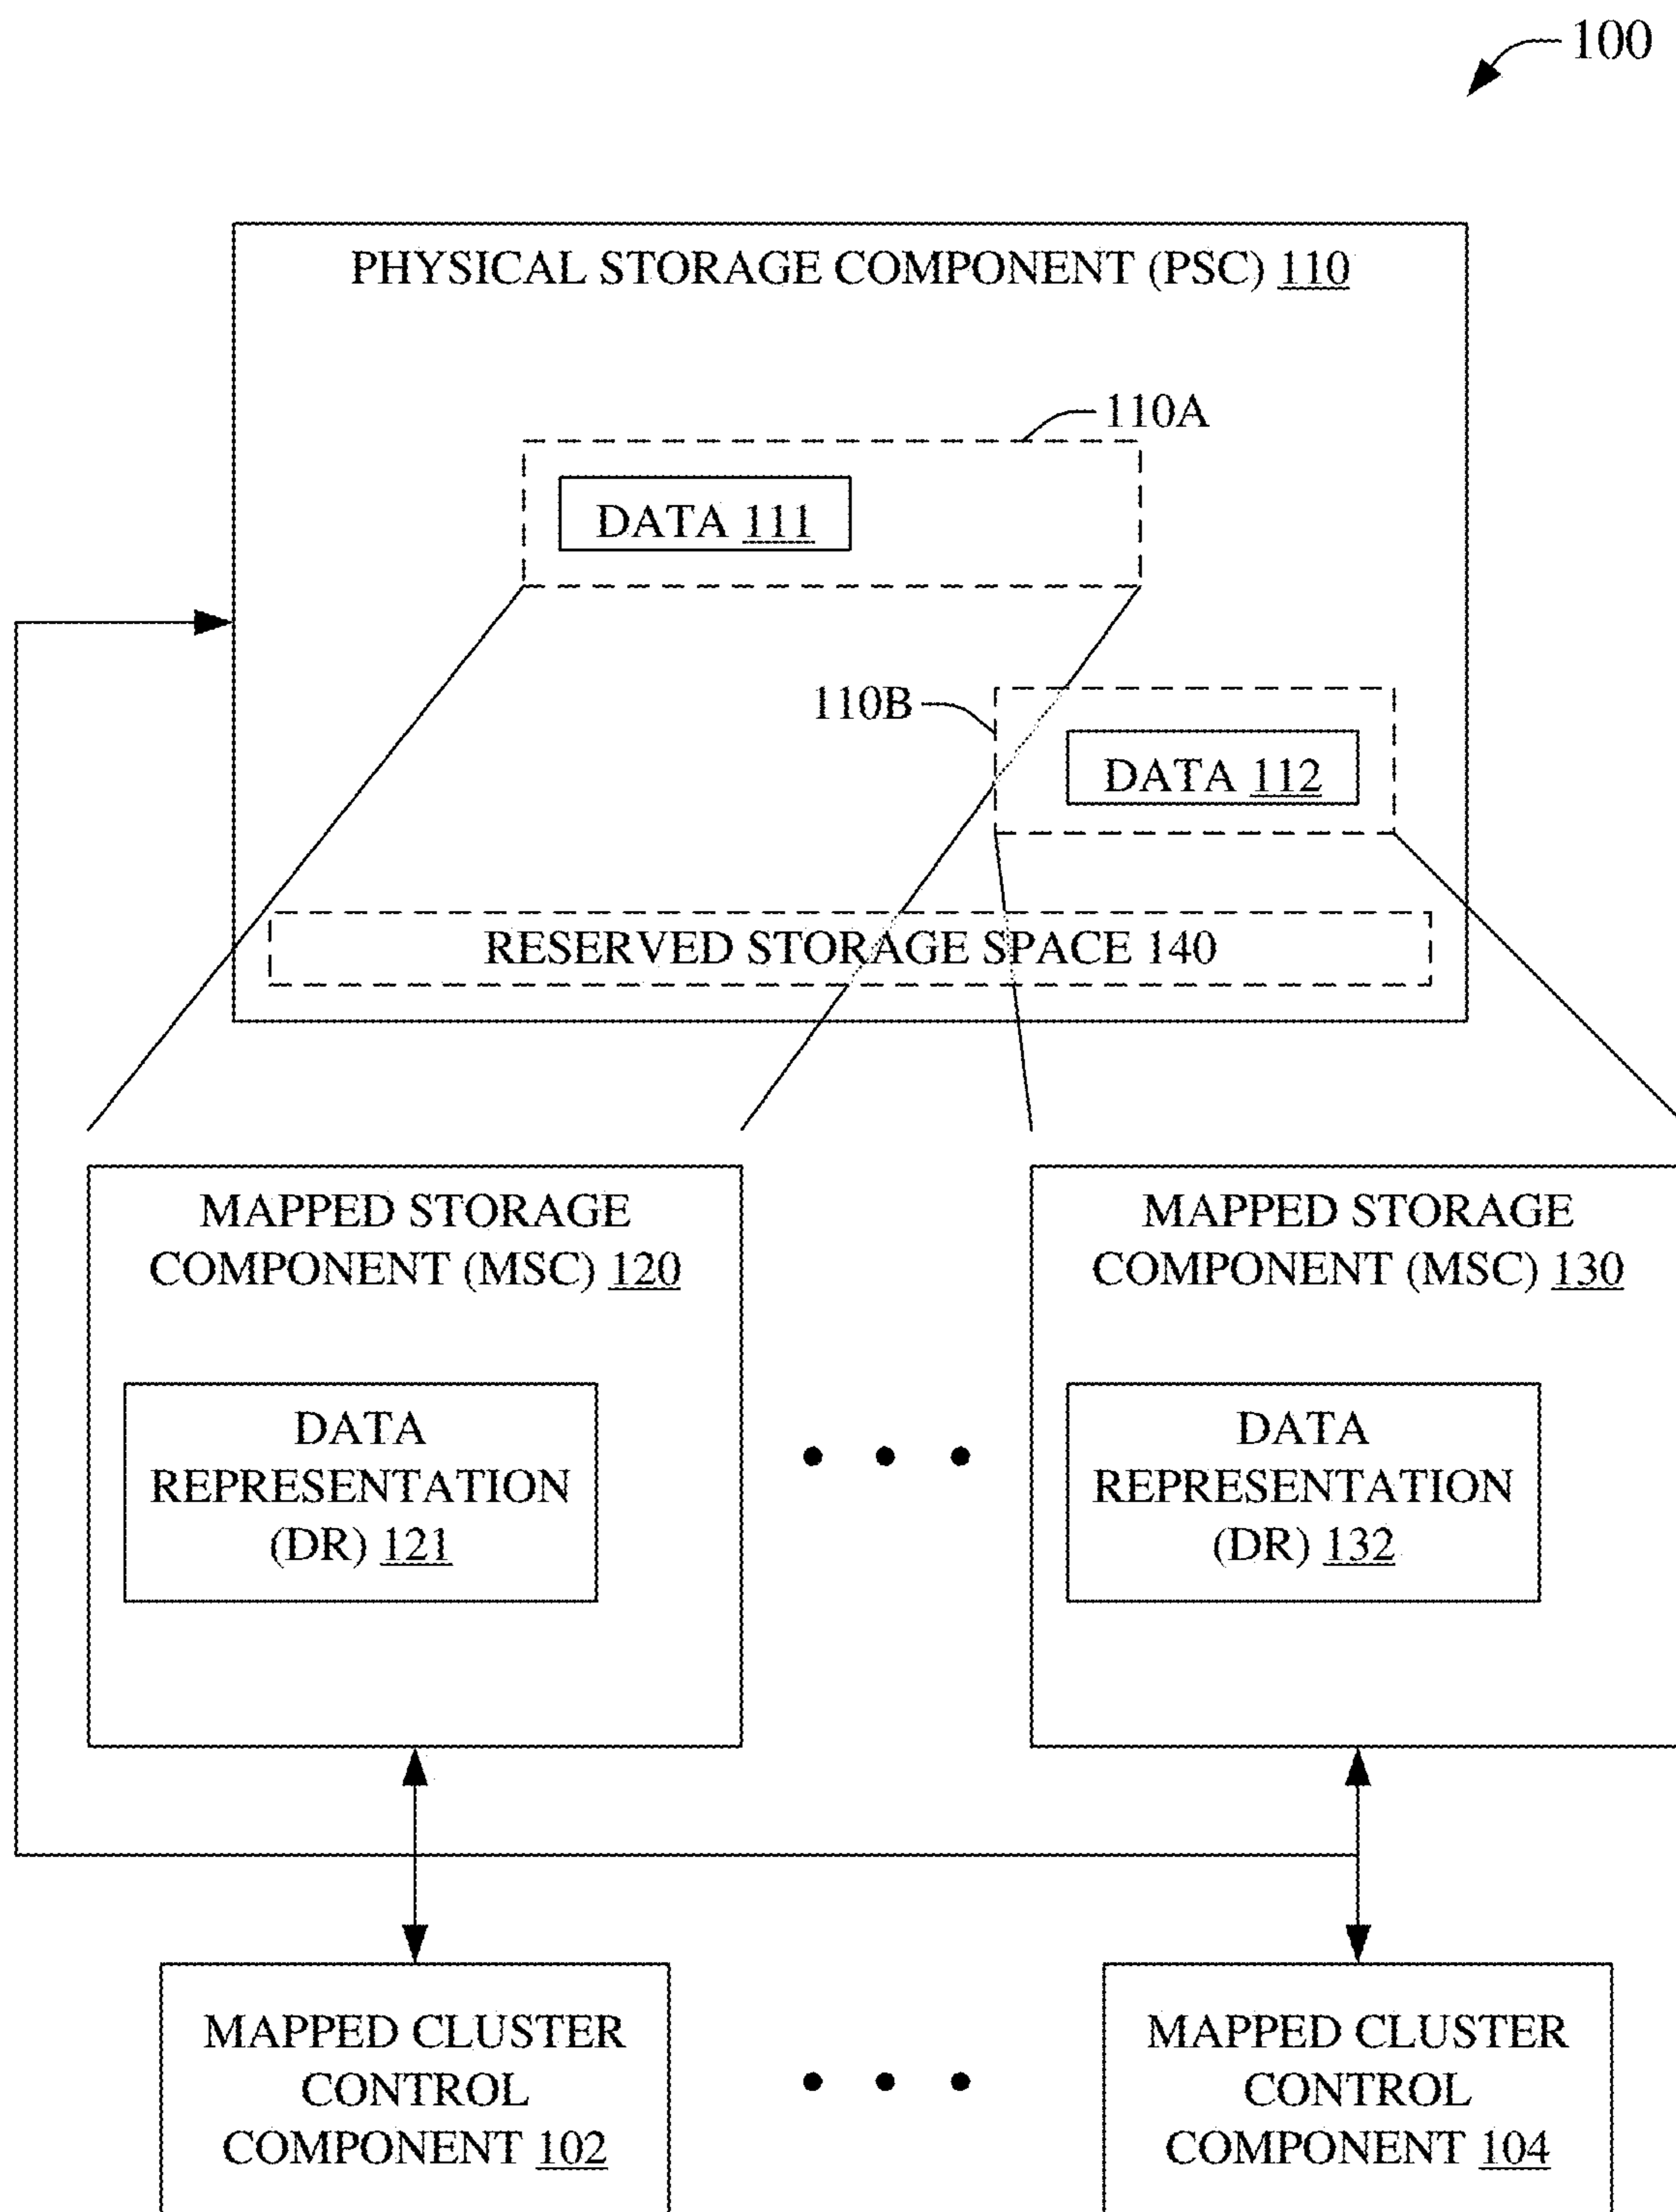 100
PHYSICAL STORAGE COMPONENT (PSC) 110
110A
DATA 111
110B
DATA 112
RESERVED STORAGE SPACE 140
MAPPED STORAGE
COMPONENT (MSC) 120
MAPPED STORAGE
COMPONENT (MSC) 130
DATA
REPRESENTATION
(DR) 121
DATA
REPRESENTATION
(DR) 132
MAPPED CLUSTER
CONTROL
COMPONENT 102
MAPPED CLUSTER
CONTROL
COMPONENT 104